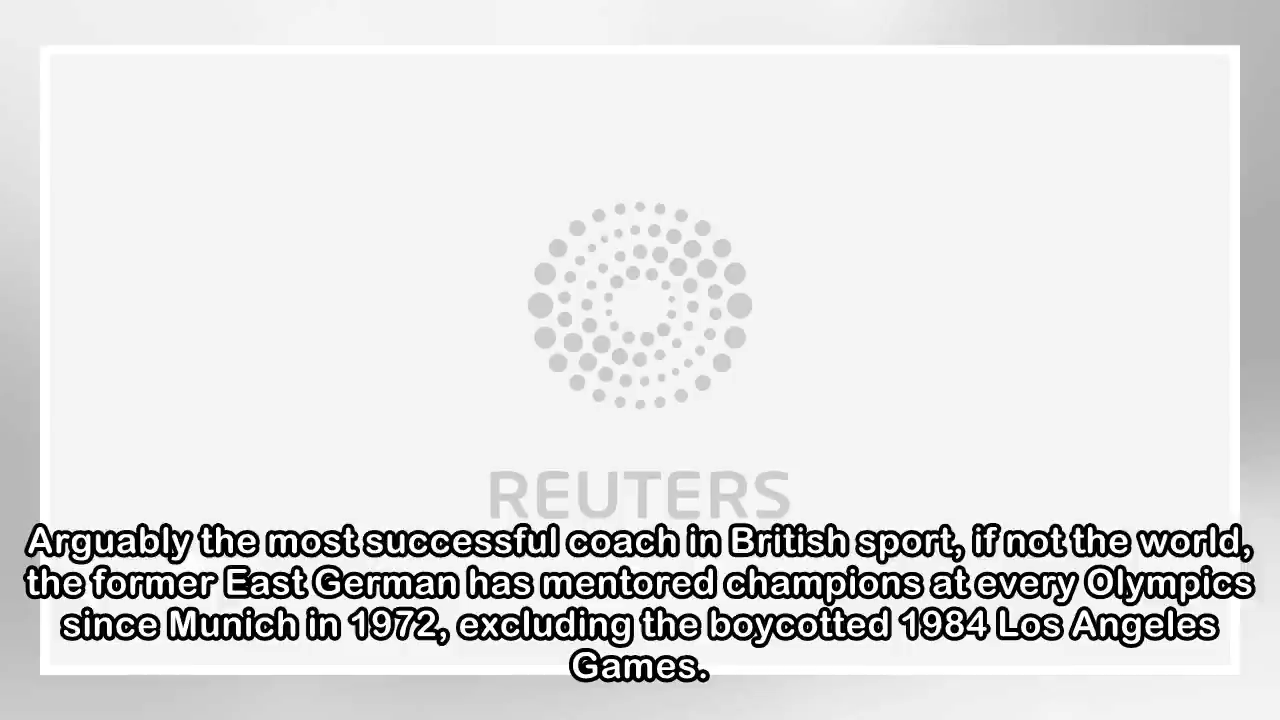 REUTERS
Arguably the most successful coach in British sport, if not the world,
the former East German has mentored champions at every Olympics
since Munich in 1972, excluding the boycotted 1984 Los Angeles
Games.